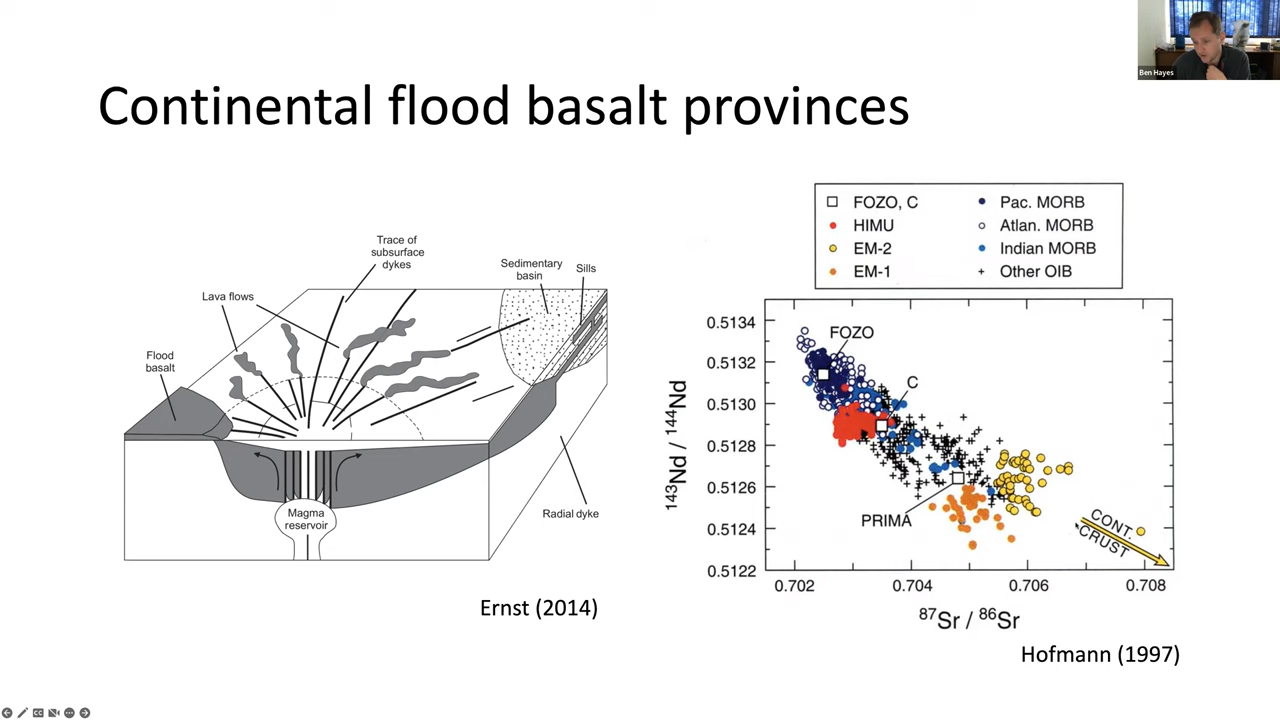 Ben Hayes
Continental flood basalt provinces
Trace of
subsurface
dykes
Sedimentary
basin
Sills
Lava flows
Flood
basalt
Magma
reservoir
Radial dyke
Ernst (2014)
FOZO, C
HIMU
EM-2
EM-1
Pac. MORB
Atlan. MORB
Indian MORB
Other OIB
0.5134
0.5132
0.5130
0.5128
0.5126
0.5124
0.5122
¹⁴³Nd / ¹⁴⁴Nd
FOZO
C
PRIMA
CONT.
CRUST
0.702
0.704
0.706
0.708
⁸⁷Sr / ⁸⁶Sr
Hofmann (1997)